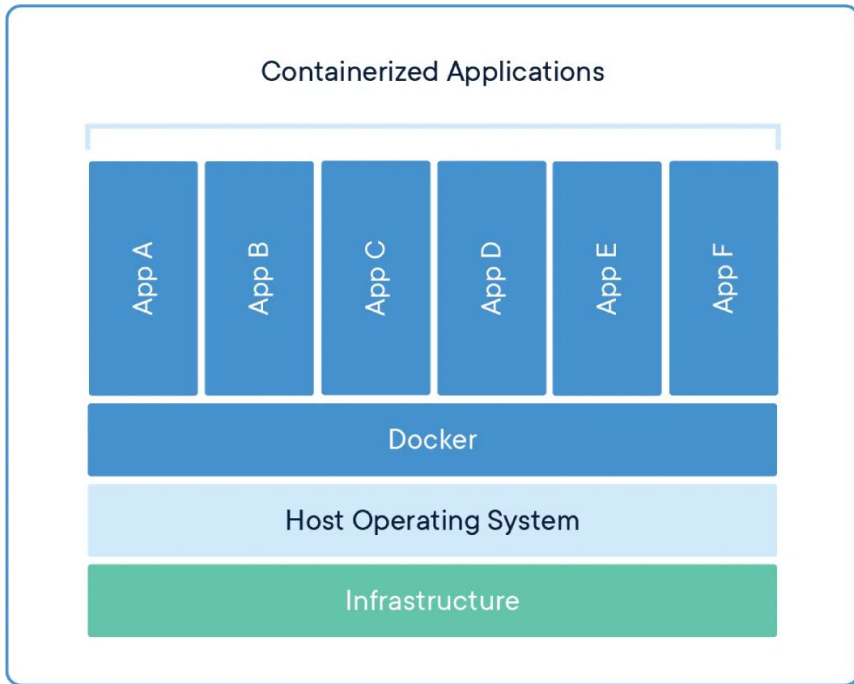 Containerized Applications
App A
App B
App C
App D
App E
App F
Docker
Host Operating System
Infrastructure